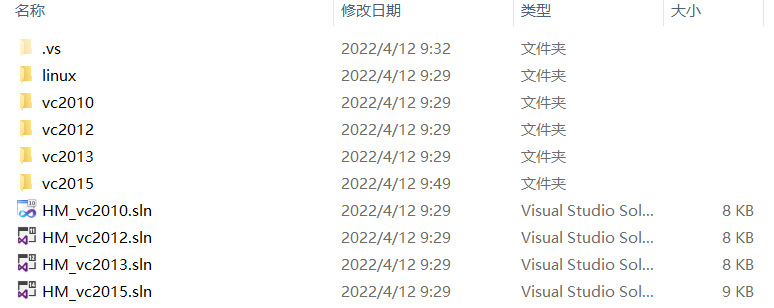 名称 修改日期 类型 大小
.vs 2022/4/12 9:32 文件夹
linux 2022/4/12 9:29 文件夹
vc2010 2022/4/12 9:29 文件夹
vc2012 2022/4/12 9:29 文件夹
vc2013 2022/4/12 9:29 文件夹
vc2015 2022/4/12 9:49 文件夹
HM_vc2010.sln 2022/4/12 9:29 Visual Studio Sol... 8 KB
HM_vc2012.sln 2022/4/12 9:29 Visual Studio Sol... 8 KB
HM_vc2013.sln 2022/4/12 9:29 Visual Studio Sol... 8 KB
HM_vc2015.sln 2022/4/12 9:29 Visual Studio Sol... 9 KB